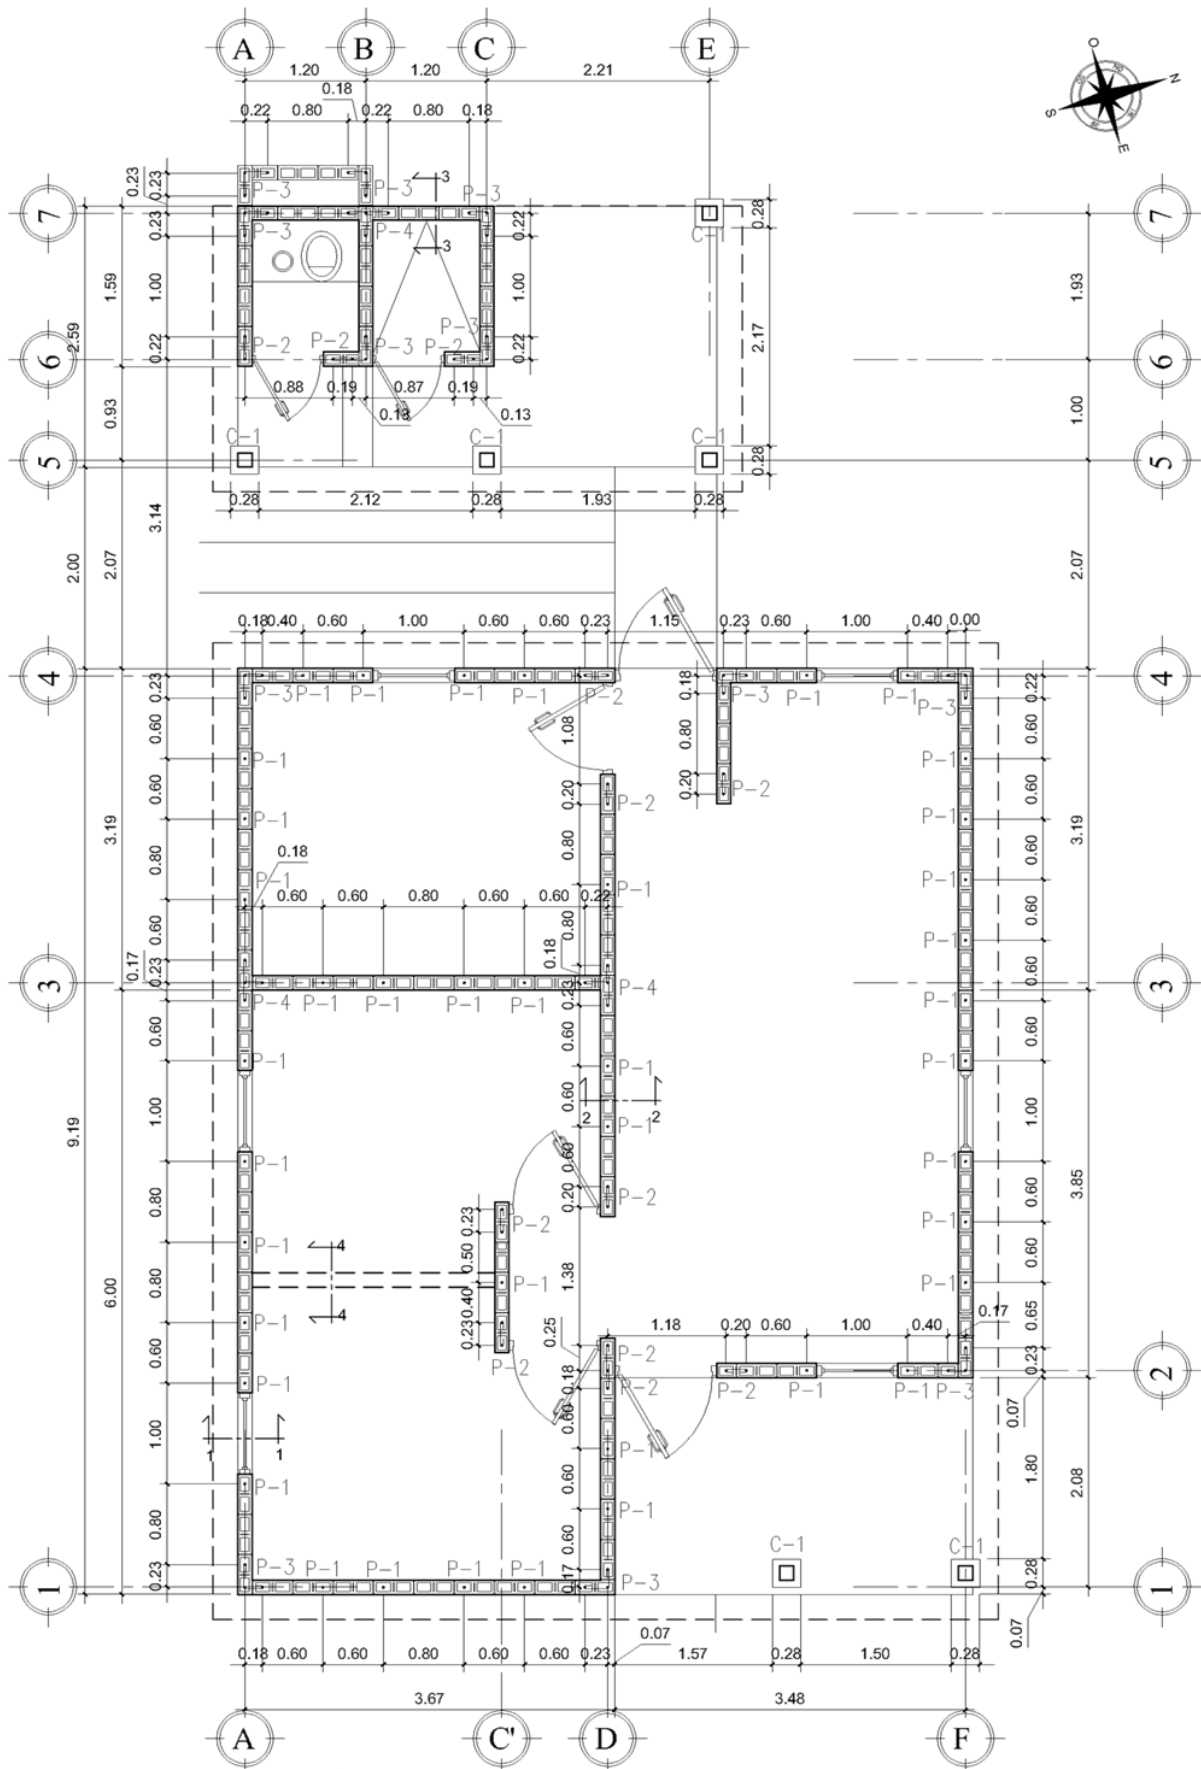 A B C E
1.20 1.20 2.21
0.18
0.22 0.80 0.22 0.80 0.18
O N S E
0.23 0.23 P-3 P-3 3 P-3
7 0.23 P-3 P-4 3 0.22 C-1 0.28 7
1.59 1.00 1.00 1.93
2.59 2.17
P-3
6 0.22 P-2 P-2 P-3 P-2 0.22 6
0.88 0.19 0.87 0.19
0.13 0.13
0.93 1.00
C-1 C-1 C-1
5 0.28 5
0.28 2.12 0.28 1.93 0.28
3.14
2.00 2.07 2.07
0.18 0.40 0.60 1.00 0.60 0.60 0.23 1.15 0.23 0.60 1.00 0.40 0.00
4 0.23 P-3 P-1 P-1 P-1 P-1 P-2 0.18 P-3 P-1 P-1 P-3 0.22 4
0.60 1.08 0.80 0.60
P-1 P-1
0.60 0.20 P-2 0.20 P-2 0.60
P-1 P-1
3.19 0.80 0.18 0.80 0.60 3.19
P-1 P-1 P-1
0.60 0.60 0.80 0.60 0.60 0.22
0.60 0.80 0.60
P-1
0.17 0.23 0.18 0.60
3 P-4 P-1 P-1 P-1 P-1 0.23 P-4 P-1 3
0.60 0.60 0.60
P-1 P-1 P-1
9.19 1.00 0.60 2 2 1.00
P-1 P-1 P-1
0.80 0.60 0.60 3.85
0.20 P-2
0.23 P-2 P-1
P-1 4 0.50 0.60
6.00 0.80 P-1 1.38 P-1
4 0.40 0.65
P-1 0.23 0.25 1.18 0.20 0.60 1.00 0.40 0.17
0.60 P-2 P-2 0.23
P-1 0.18 P-2 P-2 P-1 P-1 P-3 2
0.60 0.07
1.00 1 1 P-1
P-1 0.60 1.80 2.08
P-1
0.80 0.60 C-1 C-1
0.23 P-3 P-1 P-1 P-1 P-1 0.17 P-3 0.28
1 1
0.07 0.07
0.18 0.60 0.60 0.80 0.60 0.60 0.23 1.57 0.28 1.50 0.28
3.67 3.48
A C' D F